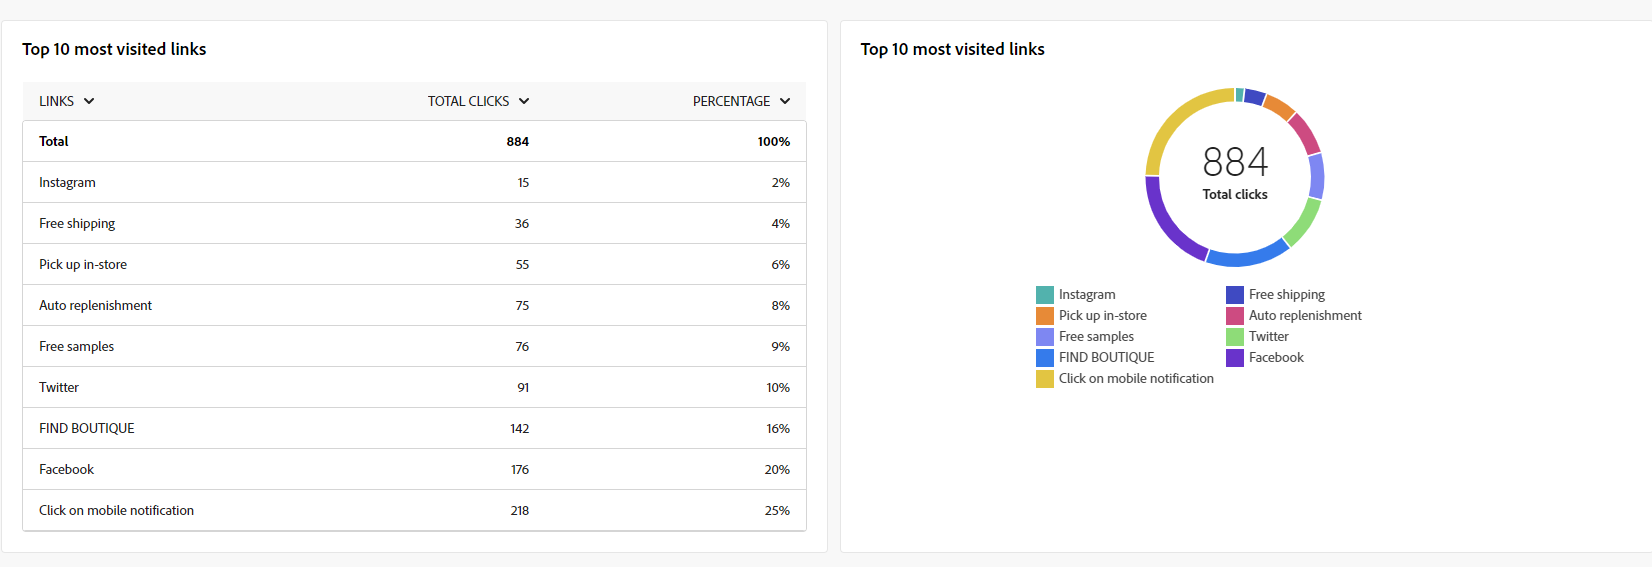 Top 10 most visited links
LINKS TOTAL CLICKS PERCENTAGE
Total 884 100%
Instagram 15 2%
Free shipping 36 4%
Pick up in-store 55 6%
Auto replenishment 75 8%
Free samples 76 9%
Twitter 91 10%
FIND BOUTIQUE 142 16%
Facebook 176 20%
Click on mobile notification 218 25%
Top 10 most visited links
884
Total clicks
Instagram Free shipping
Pick up in-store Auto replenishment
Free samples Twitter
FIND BOUTIQUE Facebook
Click on mobile notification